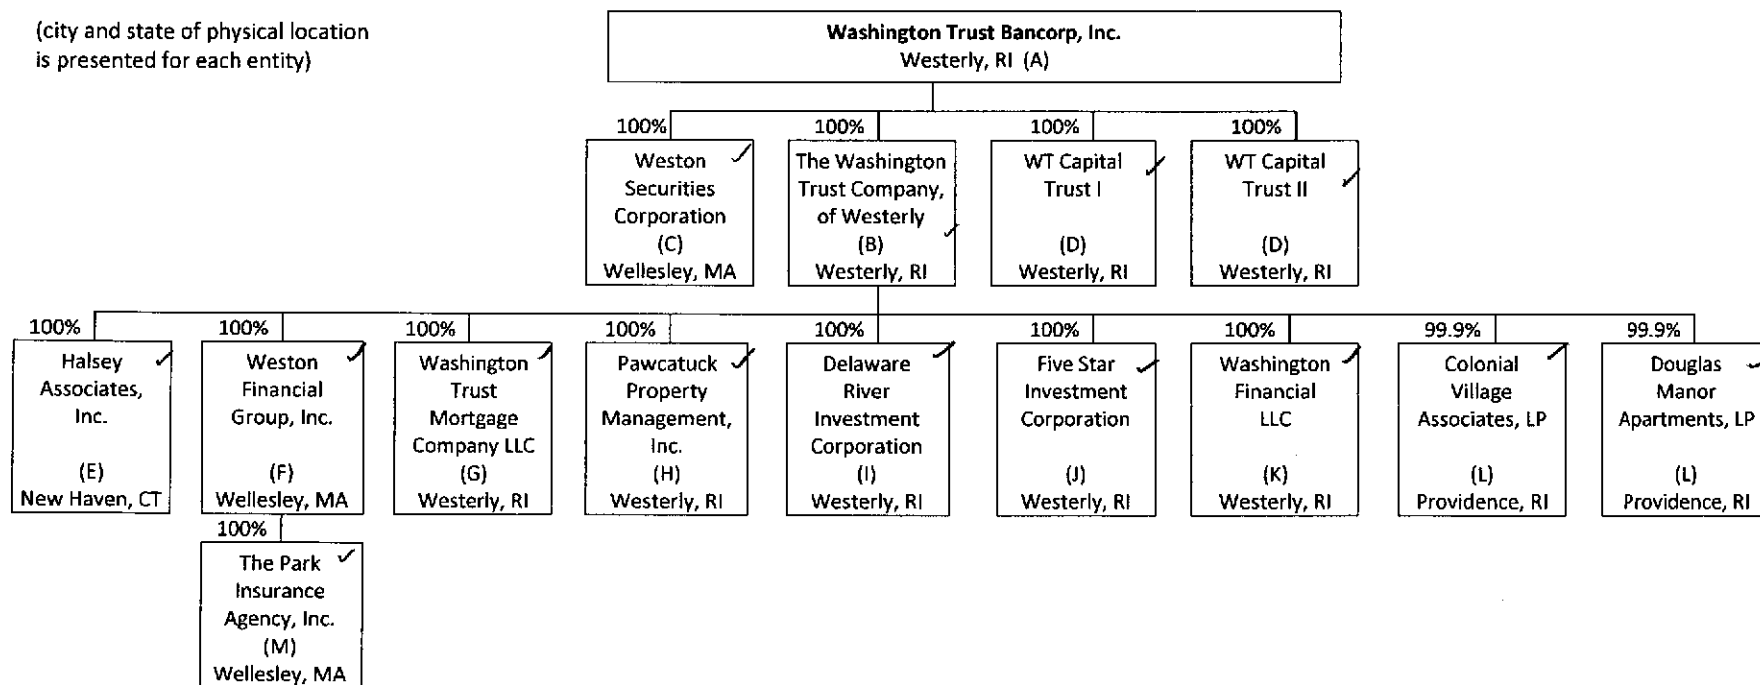 (city and state of physical location
is presented for each entity)
Washington Trust Bancorp, Inc.
Westerly, RI (A)
100%
Weston
Securities
Corporation
(C)
Wellesley, MA
100%
The Washington
Trust Company,
of Westerly
(B)
Westerly, RI
100%
WT Capital
Trust I
(D)
Westerly, RI
100%
WT Capital
Trust II
(D)
Westerly, RI
100%
Halsey
Associates,
Inc.
(E)
New Haven, CT
100%
Weston
Financial
Group, Inc.
(F)
Wellesley, MA
100%
Washington
Trust
Mortgage
Company LLC
(G)
Westerly, RI
100%
Pawcatuck
Property
Management,
Inc.
(H)
Westerly, RI
100%
Delaware
River
Investment
Corporation
(I)
Westerly, RI
100%
Five Star
Investment
Corporation
(J)
Westerly, RI
100%
Washington
Financial
LLC
(K)
Westerly, RI
99.9%
Colonial
Village
Associates, LP
(L)
Providence, RI
99.9%
Douglas
Manor
Apartments, LP
(L)
Providence, RI
100%
The Park
Insurance
Agency, Inc.
(M)
Wellesley, MA